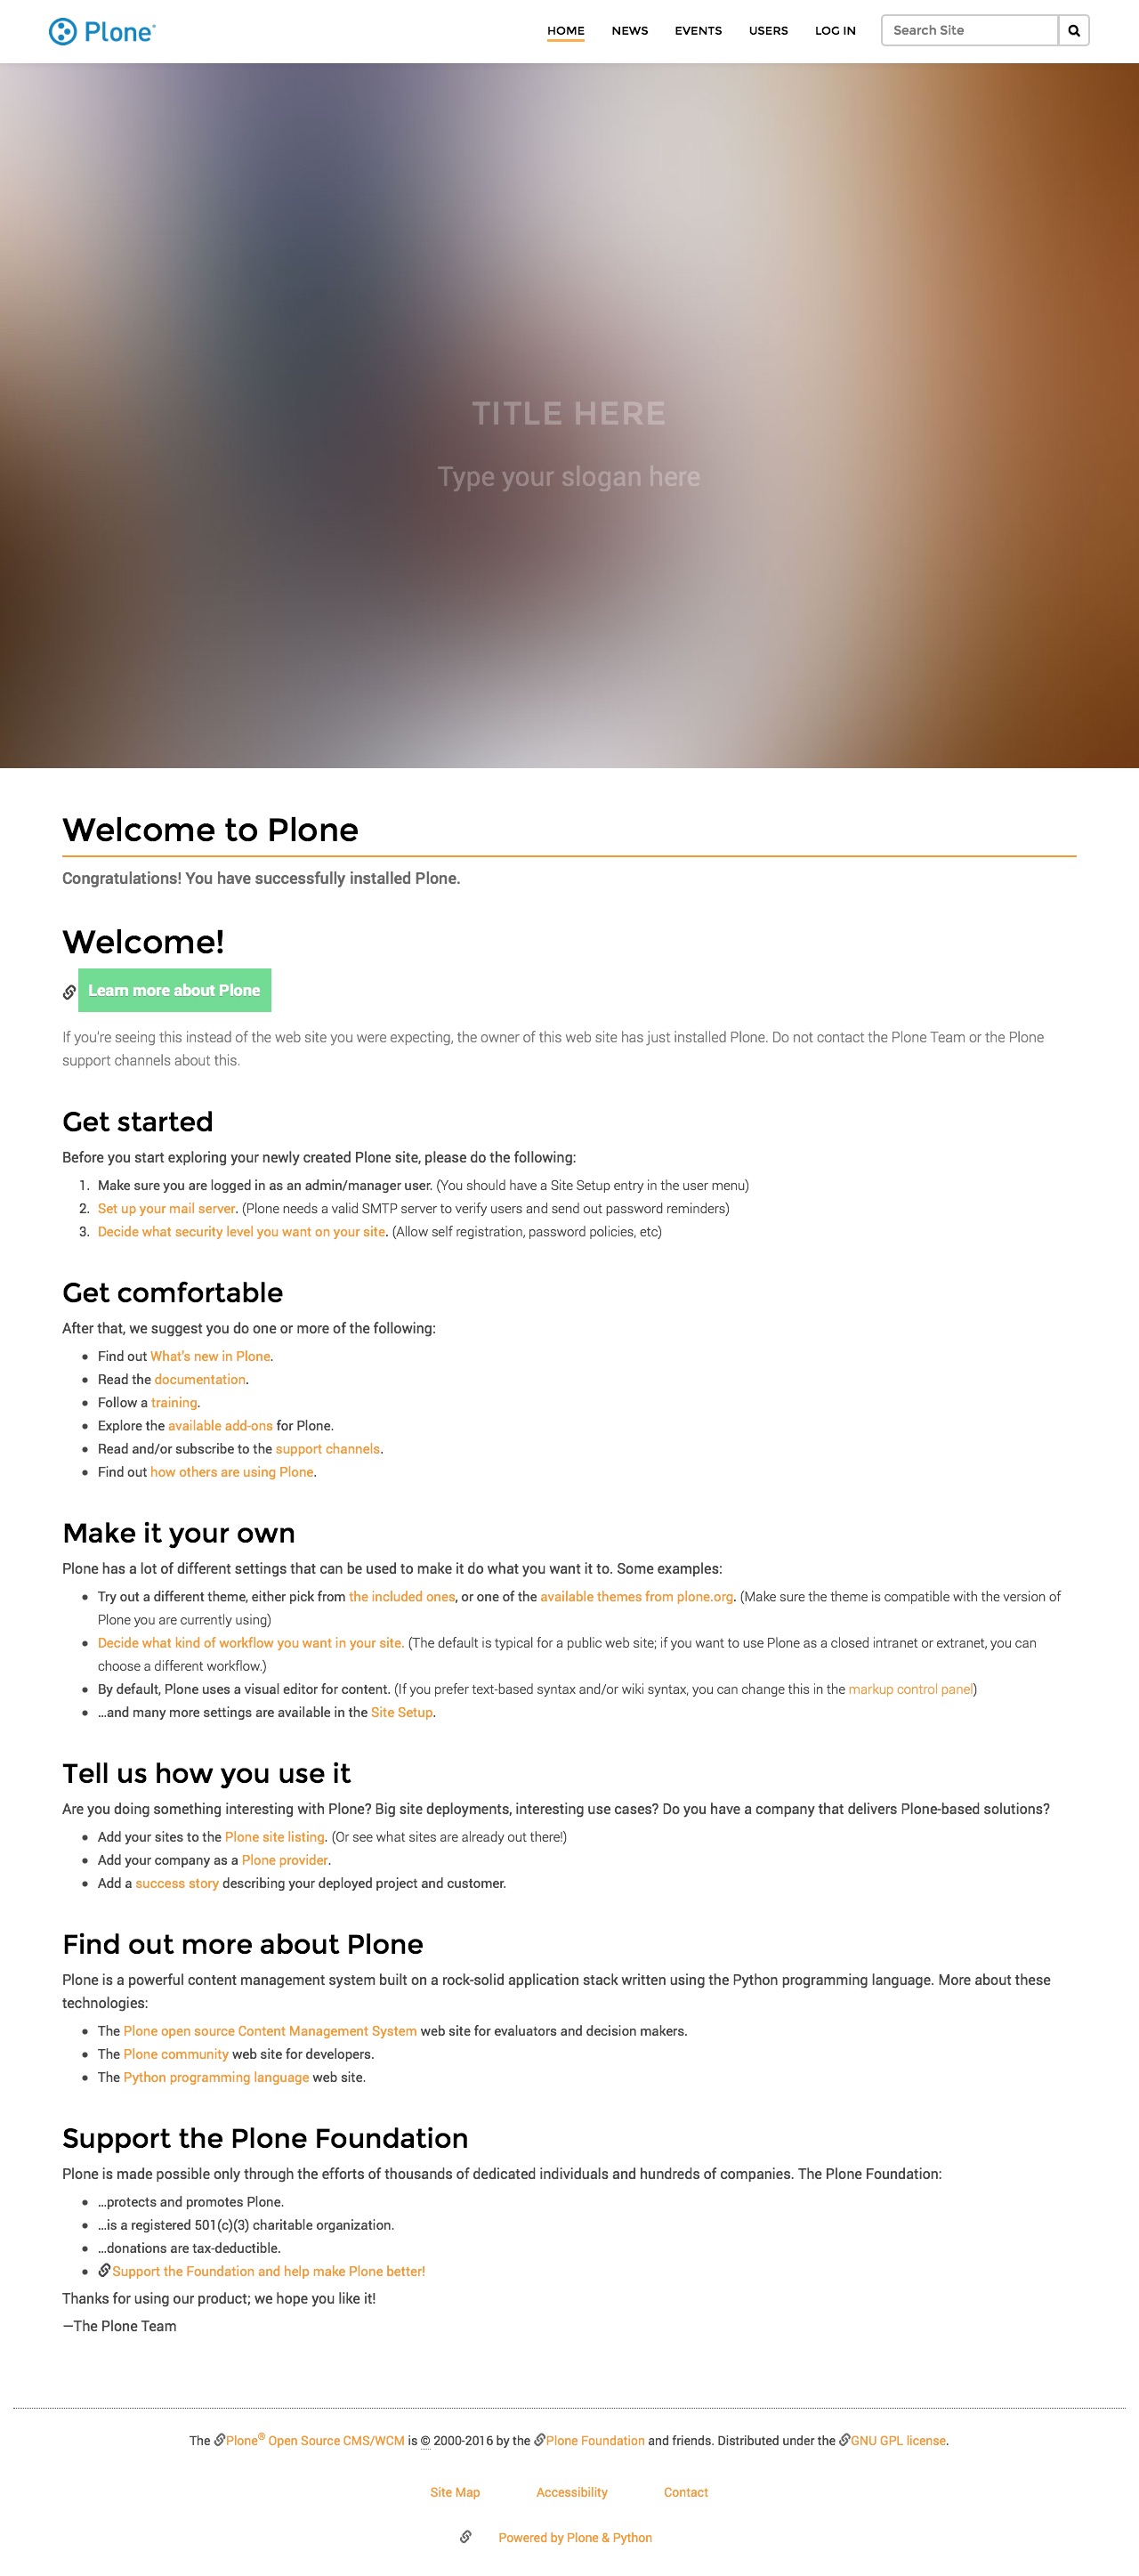 Plone®
HOME NEWS EVENTS USERS LOG IN Search Site
TITLE HERE
Type your slogan here
Welcome to Plone
Congratulations! You have successfully installed Plone.
Welcome!
Learn more about Plone
If you're seeing this instead of the web site you were expecting, the owner of this web site has just installed Plone. Do not contact the Plone Team or the Plone
support channels about this.
Get started
Before you start exploring your newly created Plone site, please do the following:
1. Make sure you are logged in as an admin/manager user. (You should have a Site Setup entry in the user menu)
2. Set up your mail server. (Plone needs a valid SMTP server to verify users and send out password reminders)
3. Decide what security level you want on your site. (Allow self registration, password policies, etc)
Get comfortable
After that, we suggest you do one or more of the following:
• Find out What's new in Plone.
• Read the documentation.
• Follow a training.
• Explore the available add-ons for Plone.
• Read and/or subscribe to the support channels.
• Find out how others are using Plone.
Make it your own
Plone has a lot of different settings that can be used to make it do what you want it to. Some examples:
• Try out a different theme, either pick from the included ones, or one of the available themes from plone.org. (Make sure the theme is compatible with the version of
Plone you are currently using)
• Decide what kind of workflow you want in your site. (The default is typical for a public web site; if you want to use Plone as a closed intranet or extranet, you can
choose a different workflow.)
• By default, Plone uses a visual editor for content. (If you prefer text-based syntax and/or wiki syntax, you can change this in the markup control panel)
• ...and many more settings are available in the Site Setup.
Tell us how you use it
Are you doing something interesting with Plone? Big site deployments, interesting use cases? Do you have a company that delivers Plone-based solutions?
• Add your sites to the Plone site listing. (Or see what sites are already out there!)
• Add your company as a Plone provider.
• Add a success story describing your deployed project and customer.
Find out more about Plone
Plone is a powerful content management system built on a rock-solid application stack written using the Python programming language. More about these
technologies:
• The Plone open source Content Management System web site for evaluators and decision makers.
• The Plone community web site for developers.
• The Python programming language web site.
Support the Plone Foundation
Plone is made possible only through the efforts of thousands of dedicated individuals and hundreds of companies. The Plone Foundation:
• ...protects and promotes Plone.
• ...is a registered 501(c)(3) charitable organization.
• ...donations are tax-deductible.
• Support the Foundation and help make Plone better!
Thanks for using our product; we hope you like it!
—The Plone Team
The Plone® Open Source CMS/WCM is © 2000-2016 by the Plone Foundation and friends. Distributed under the GNU GPL license.
Site Map Accessibility Contact
Powered by Plone & Python